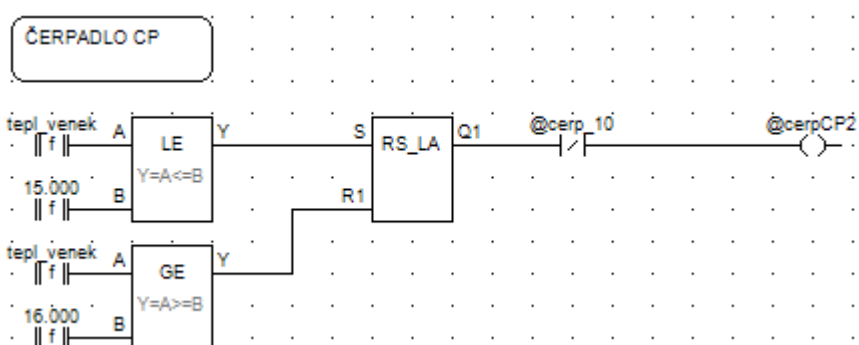 ČERPADLO CP
tepl_venek A LE Y S RS_LA Q1 @cerp_10 @cerpCP2
f
Y=A<=B
15.000 B R1
f
tepl_venek A GE Y
f
Y=A>=B
16.000 B
f